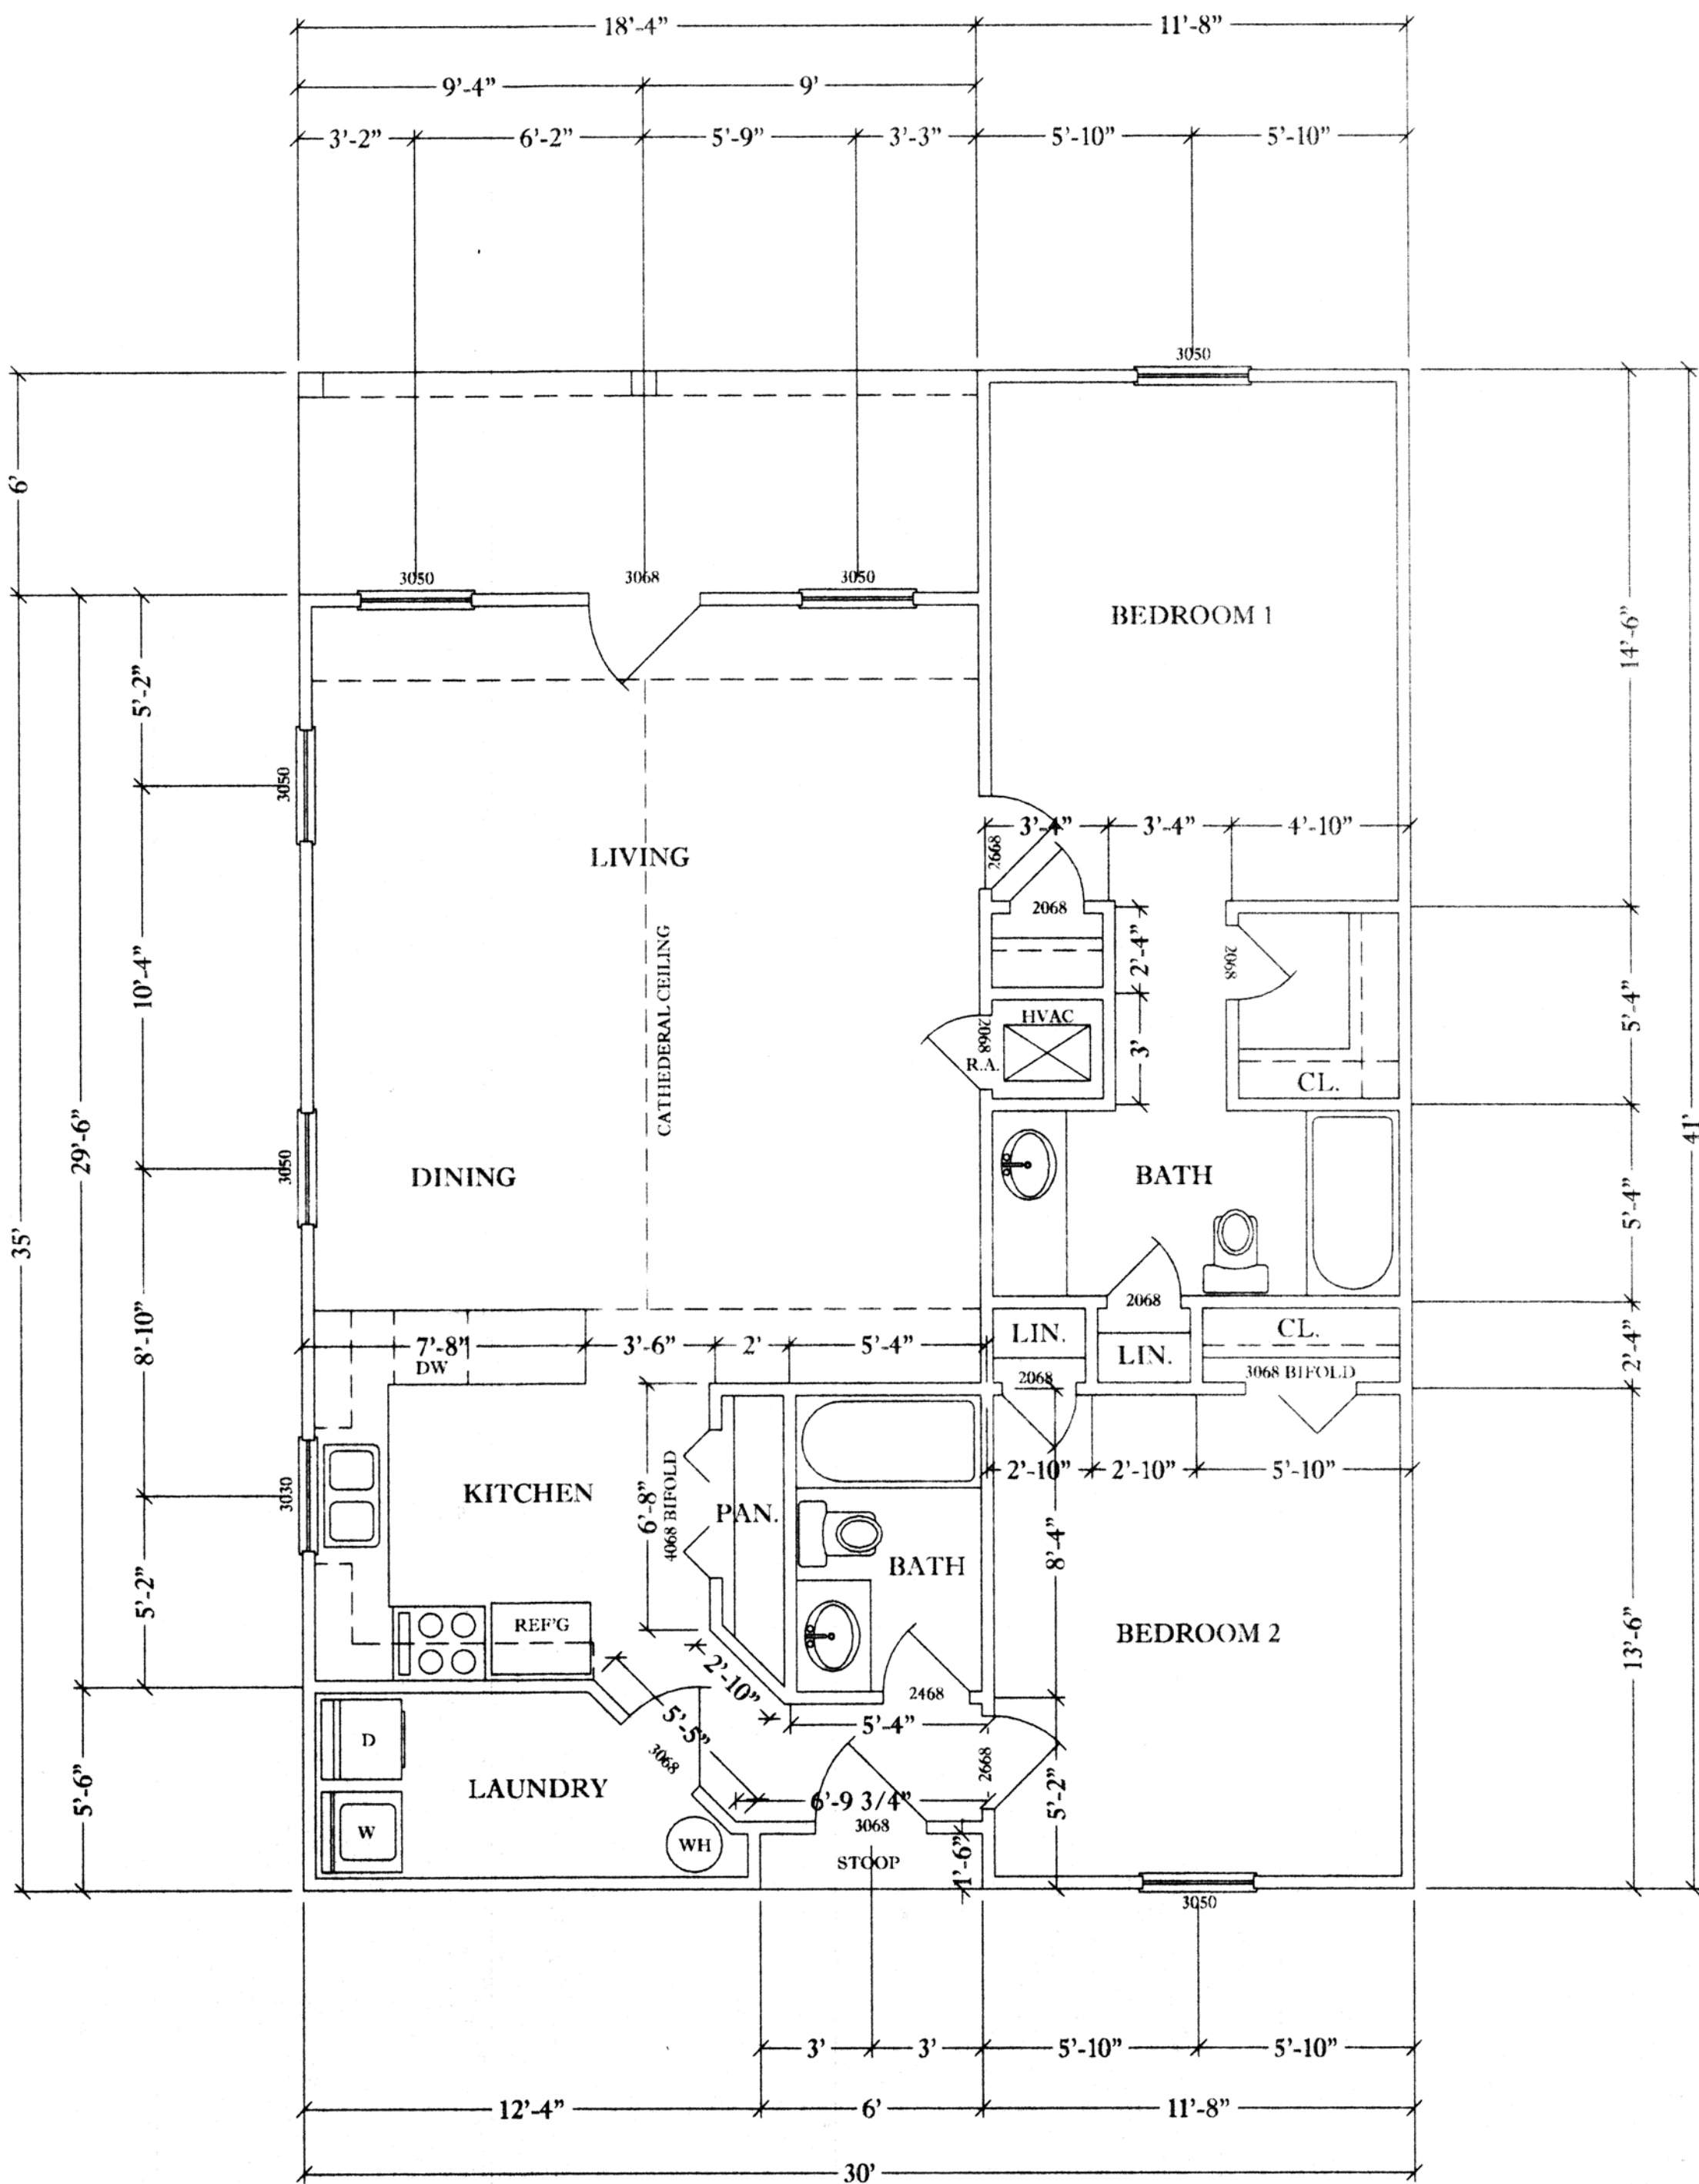 18'-4" 11'-8"
9'-4" 9'
3'-2" 6'-2" 5'-9" 3'-3" 5'-10" 5'-10"
3050
6'
3050 3068 3050
BEDROOM 1
14'-6"
5'-2"
3050
LIVING
3'-4" 3'-4" 4'-10"
2668
2068
CATHEDERAL CEILING
2'-4"
2068
10'-4"
5'-4"
HVAC
2068
R.A.
3'
CL.
29'-6"
41'
3050
DINING
BATH
5'-4"
35'
2068
8'-10"
7'-8" 3'-6" 2' 5'-4"
DW
LIN.
LIN.
CL.
3068 BIFOLD
2'-4"
2068
2'-10" 2'-10" 5'-10"
3030
KITCHEN
6'-8"
4068 BIFOLD
PAN.
8'-4"
BATH
5'-2"
REF'G
BEDROOM 2
13'-6"
2'-10"
2468
5'-5"
5'-4"
D
3068
2668
LAUNDRY
5'-2"
5'-6"
6'-9 3/4"
W
3068
WH
STOOP
1'-6"
3050
3' 3' 5'-10" 5'-10"
12'-4" 6' 11'-8"
30'